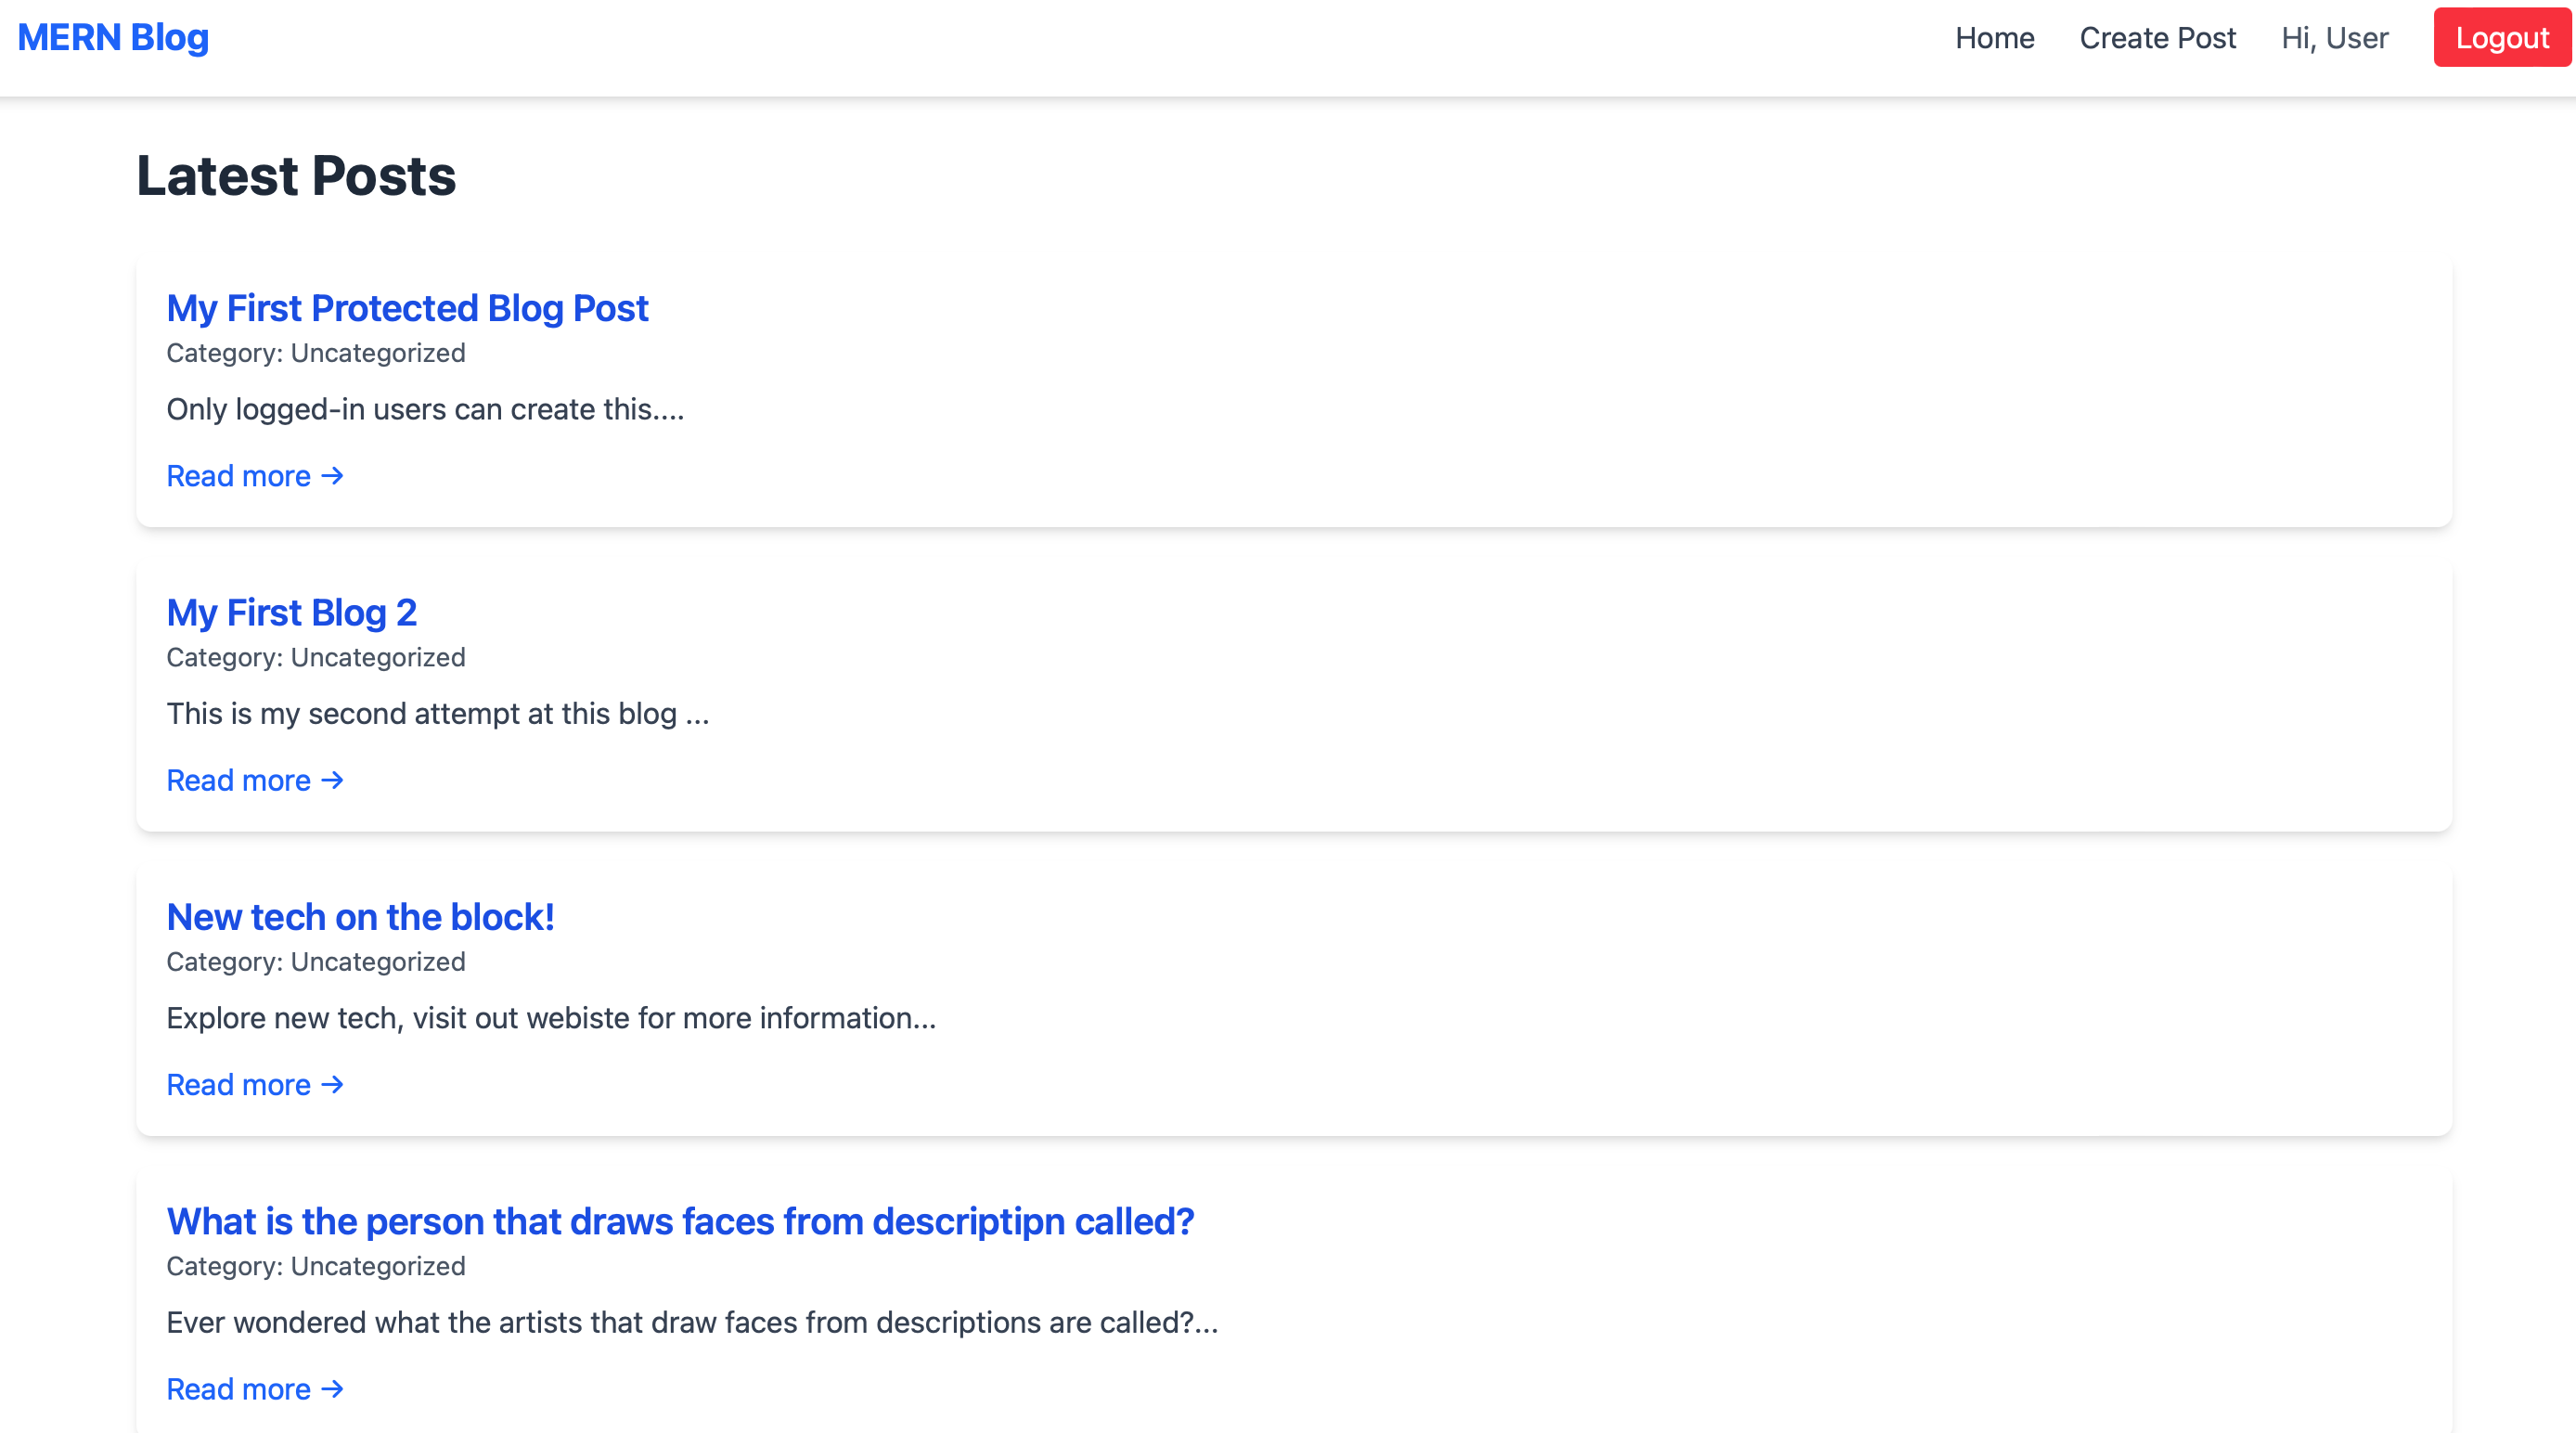 MERN Blog
Home Create Post Hi, User Logout
Latest Posts
My First Protected Blog Post
Category: Uncategorized
Only logged-in users can create this....
Read more →
My First Blog 2
Category: Uncategorized
This is my second attempt at this blog ...
Read more →
New tech on the block!
Category: Uncategorized
Explore new tech, visit out webiste for more information...
Read more →
What is the person that draws faces from descriptipn called?
Category: Uncategorized
Ever wondered what the artists that draw faces from descriptions are called?...
Read more →